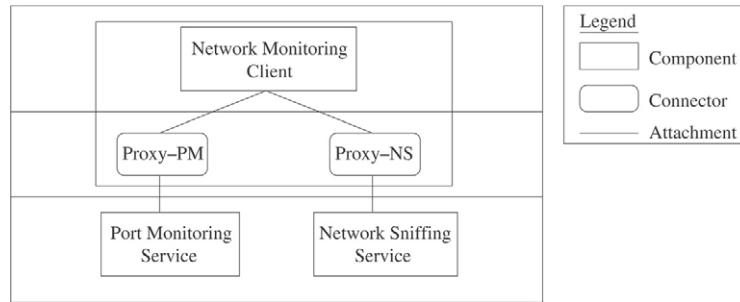 Network Monitoring
Client
Proxy–PM
Proxy–NS
Port Monitoring
Service
Network Sniffing
Service
Legend
Component
Connector
Attachment